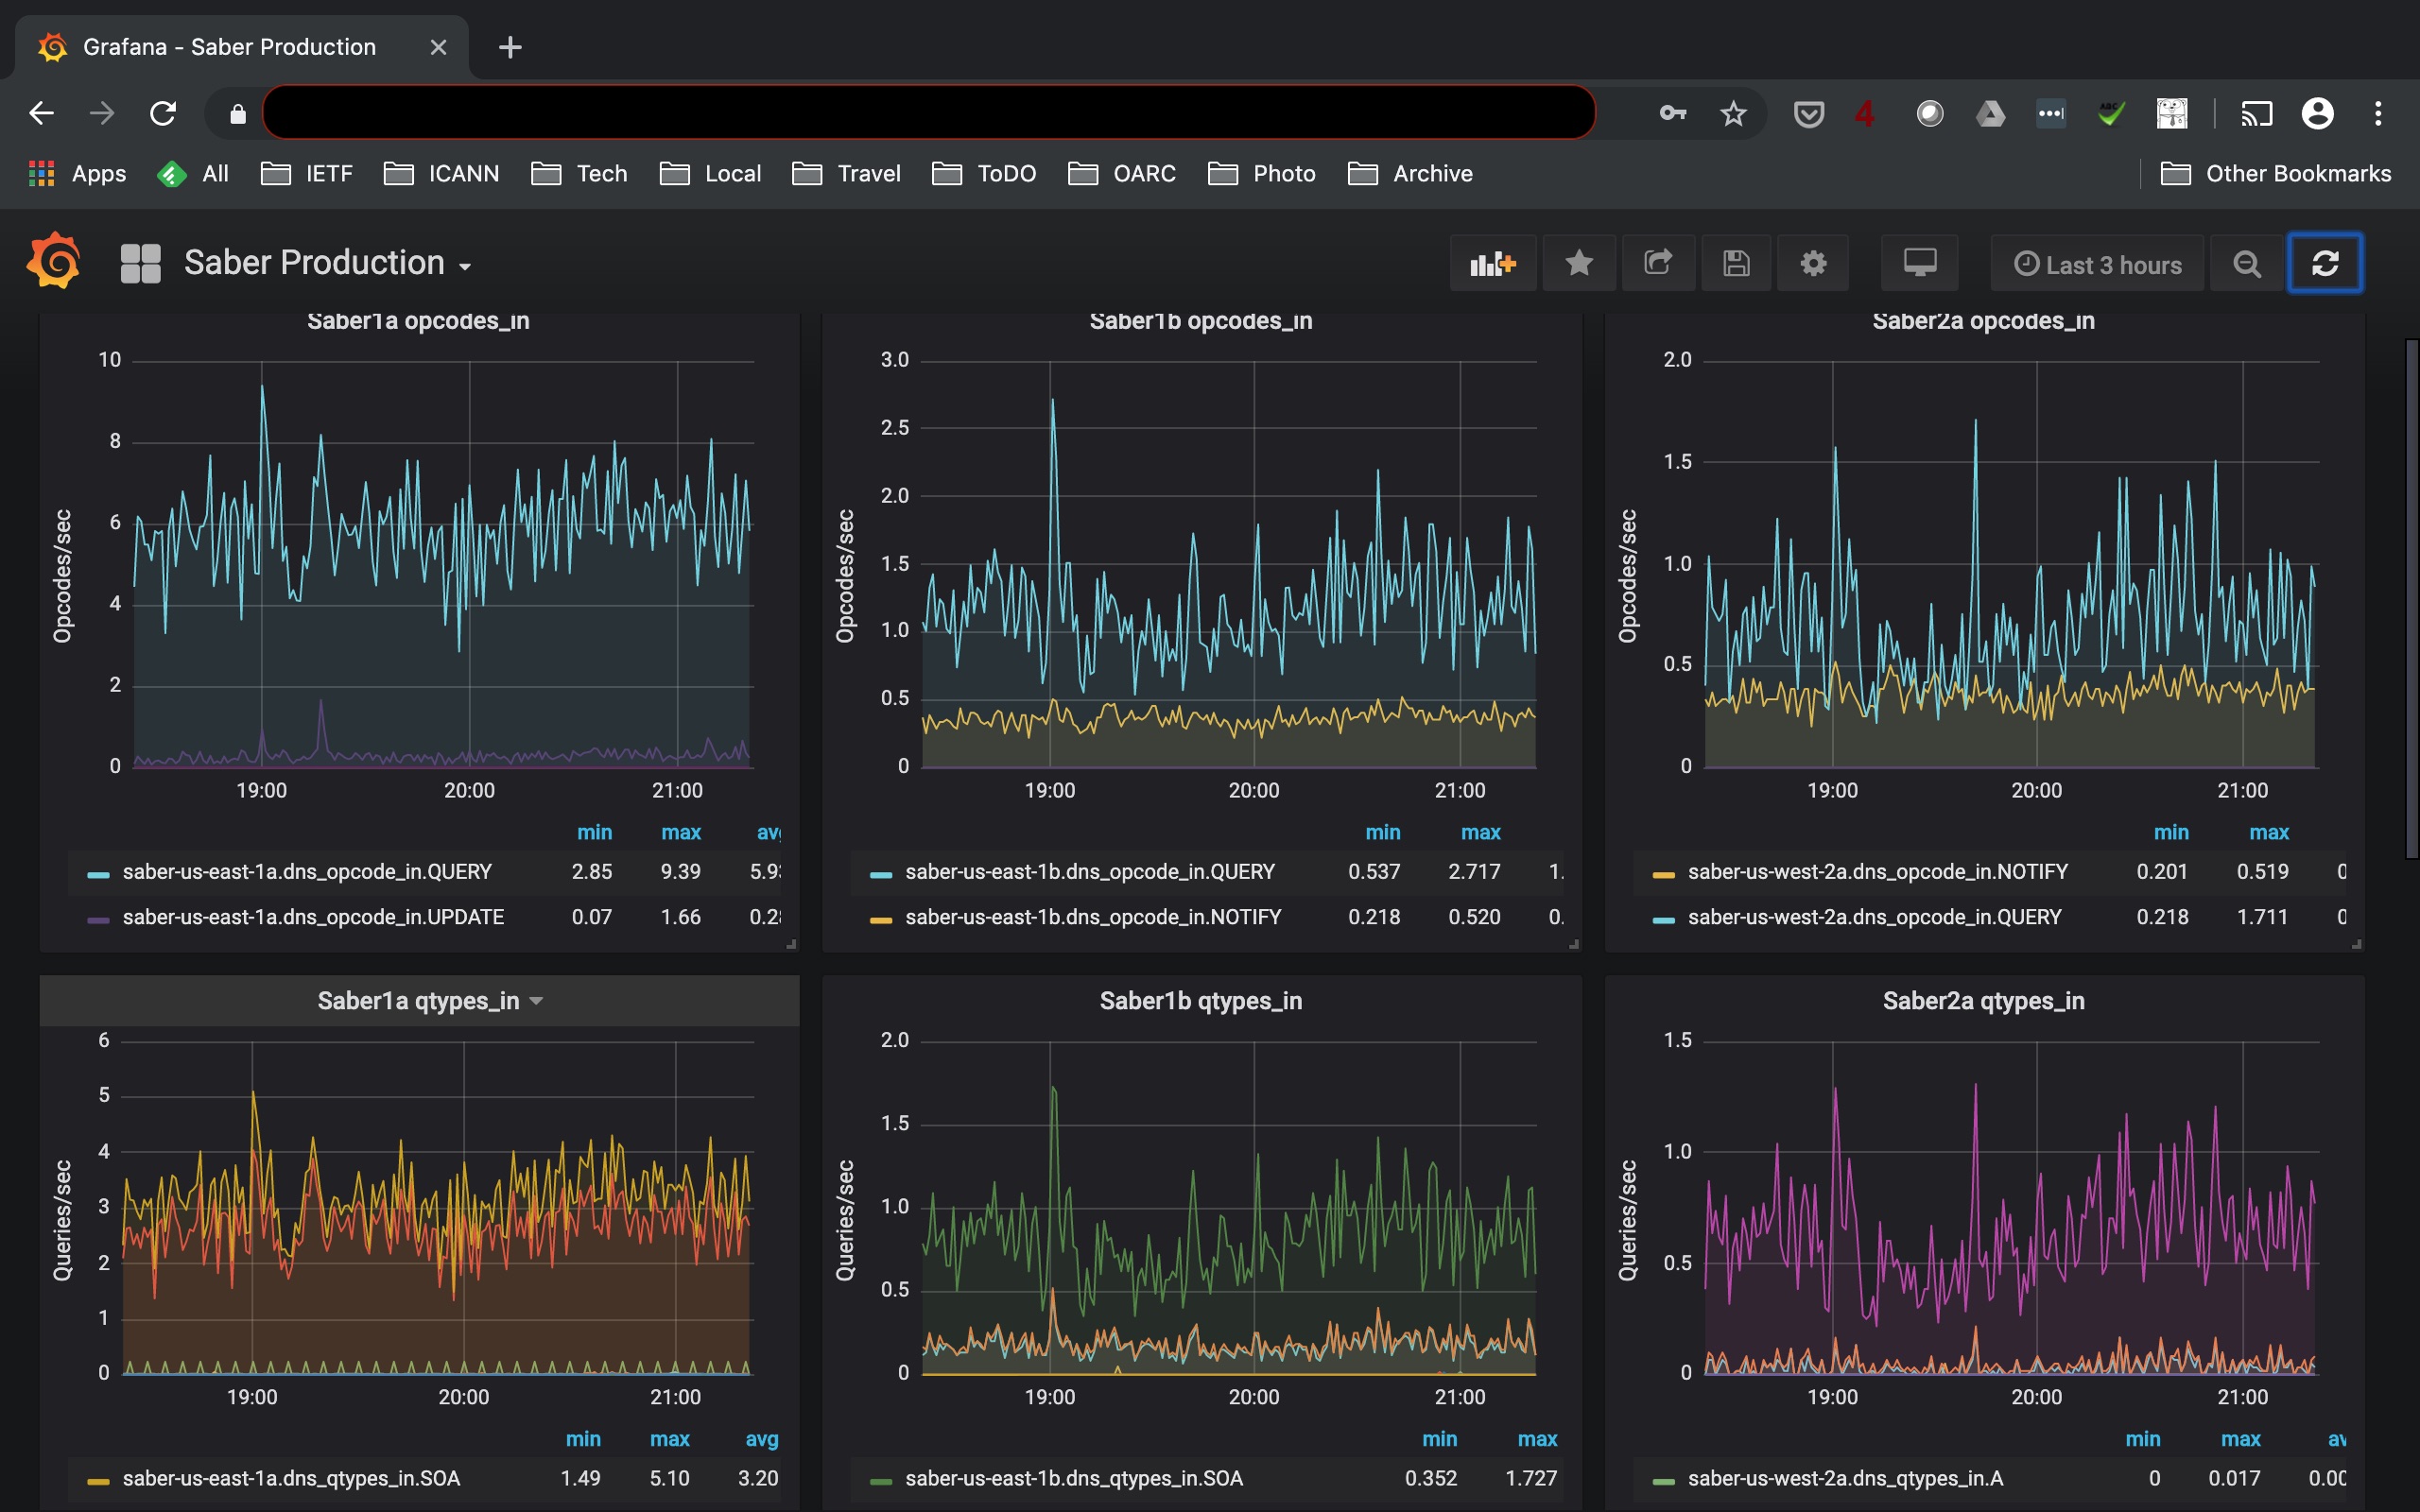 Grafana - Saber Production
4
ABC
Apps All IETF ICANN Tech Local Travel ToDO OARC Photo Archive Other Bookmarks
Saber Production
Last 3 hours
Saber1a opcodes_in
10
8
6
4
2
0
Opcodes/sec
19:00 20:00 21:00
min max av
saber-us-east-1a.dns_opcode_in.QUERY 2.85 9.39 5.9
saber-us-east-1a.dns_opcode_in.UPDATE 0.07 1.66 0.2
Saber1b opcodes_in
3.0
2.5
2.0
1.5
1.0
0.5
0
Opcodes/sec
19:00 20:00 21:00
min max
saber-us-east-1b.dns_opcode_in.QUERY 0.537 2.717 1.
saber-us-east-1b.dns_opcode_in.NOTIFY 0.218 0.520 0.
Saber2a opcodes_in
2.0
1.5
1.0
0.5
0
Opcodes/sec
19:00 20:00 21:00
min max
saber-us-west-2a.dns_opcode_in.NOTIFY 0.201 0.519 0
saber-us-west-2a.dns_opcode_in.QUERY 0.218 1.711 0
Saber1a qtypes_in
6
5
4
3
2
1
0
Queries/sec
19:00 20:00 21:00
min max avg
saber-us-east-1a.dns_qtypes_in.SOA 1.49 5.10 3.20
Saber1b qtypes_in
2.0
1.5
1.0
0.5
0
Queries/sec
19:00 20:00 21:00
min max
saber-us-east-1b.dns_qtypes_in.SOA 0.352 1.727
Saber2a qtypes_in
1.5
1.0
0.5
0
Queries/sec
19:00 20:00 21:00
min max av
saber-us-west-2a.dns_qtypes_in.A 0 0.017 0.00